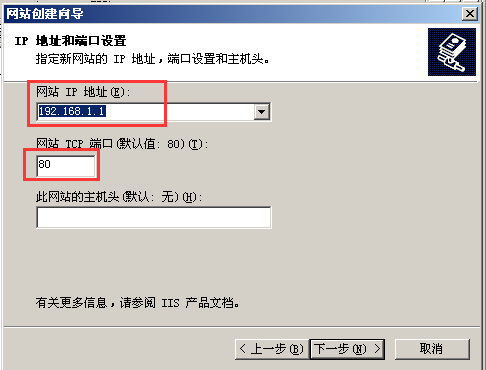 网站创建向导
IP 地址和端口设置
指定新网站的 IP 地址，端口设置和主机头。
网站 IP 地址(E):
192.168.1.1
网站 TCP 端口(默认值: 80)(T):
80
此网站的主机头(默认: 无)(H):
有关更多信息，请参阅 IIS 产品文档。
< 上一步(B) 下一步(N) > 取消